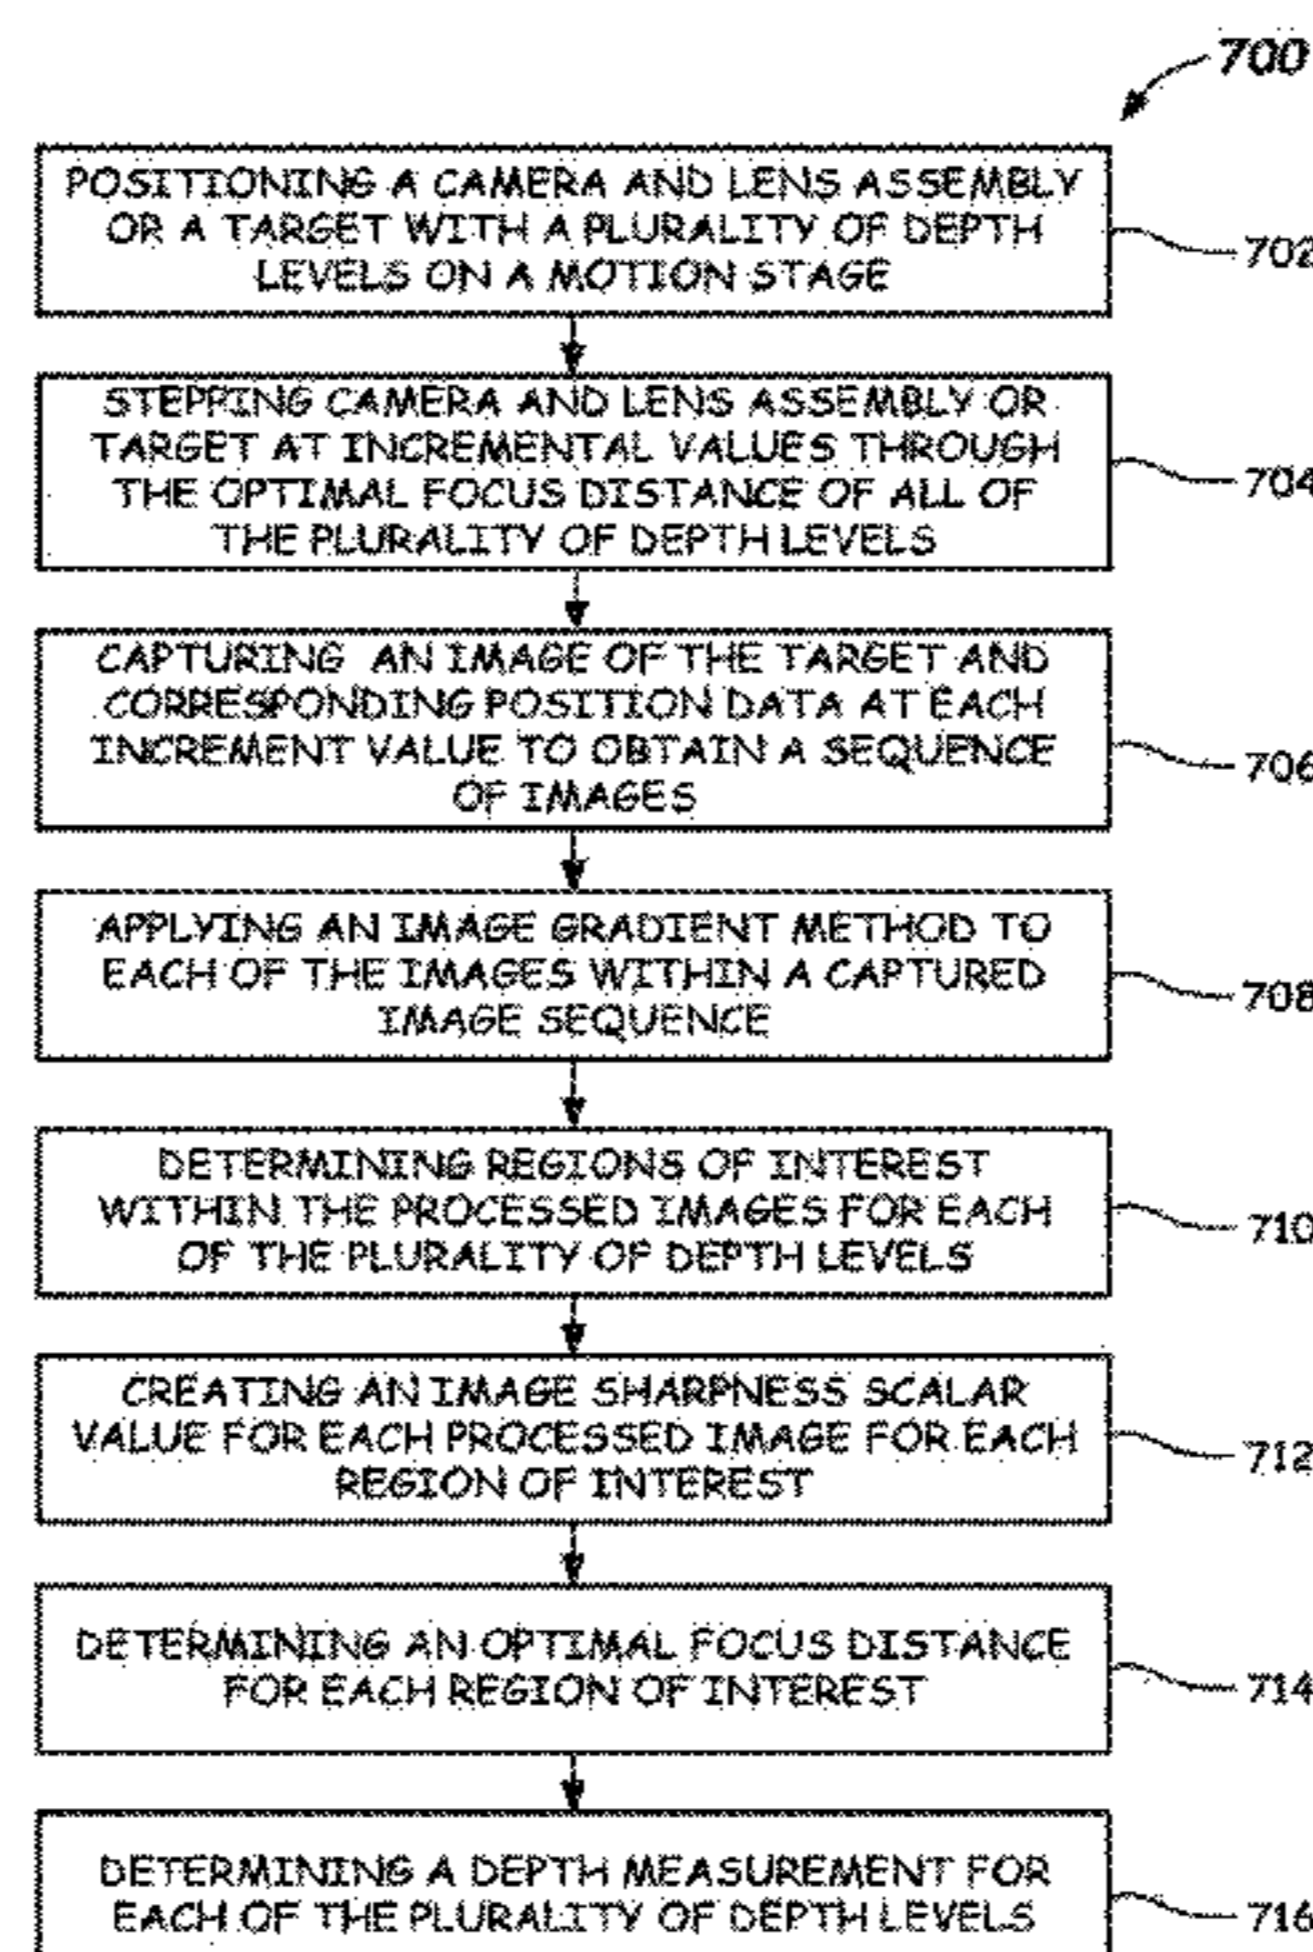 700
POSITIONING A CAMERA AND LENS ASSEMBLY
OR A TARGET WITH A PLURALITY OF DEPTH
LEVELS ON A MOTION STAGE
702
STEPPING CAMERA AND LENS ASSEMBLY OR
TARGET AT INCREMENTAL VALUES THROUGH
THE OPTIMAL FOCUS DISTANCE OF ALL OF
THE PLURALITY OF DEPTH LEVELS
704
CAPTURING AN IMAGE OF THE TARGET AND
CORRESPONDING POSITION DATA AT EACH
INCREMENT VALUE TO OBTAIN A SEQUENCE
OF IMAGES
706
APPLYING AN IMAGE GRADIENT METHOD TO
EACH OF THE IMAGES WITHIN A CAPTURED
IMAGE SEQUENCE
708
DETERMINING REGIONS OF INTEREST
WITHIN THE PROCESSED IMAGES FOR EACH
OF THE PLURALITY OF DEPTH LEVELS
710
CREATING AN IMAGE SHARPNESS SCALAR
VALUE FOR EACH PROCESSED IMAGE FOR EACH
REGION OF INTEREST
712
DETERMINING AN OPTIMAL FOCUS DISTANCE
FOR EACH REGION OF INTEREST
714
DETERMINING A DEPTH MEASUREMENT FOR
EACH OF THE PLURALITY OF DEPTH LEVELS
716